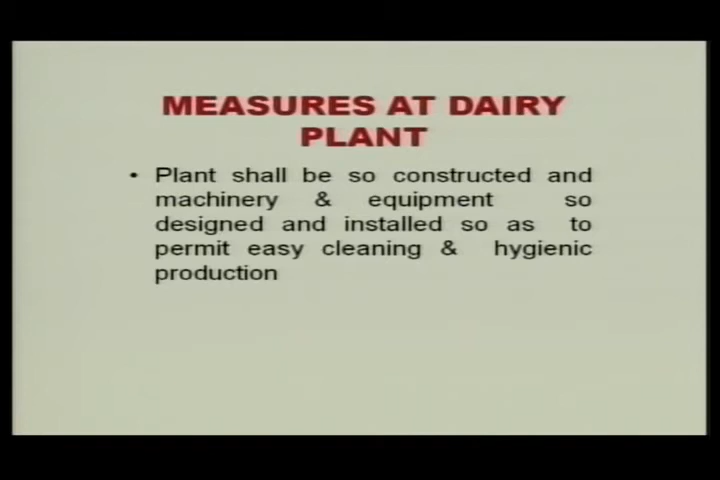 MEASURES AT DAIRY
PLANT
• Plant shall be so constructed and
machinery & equipment so
designed and installed so as to
permit easy cleaning & hygienic
production